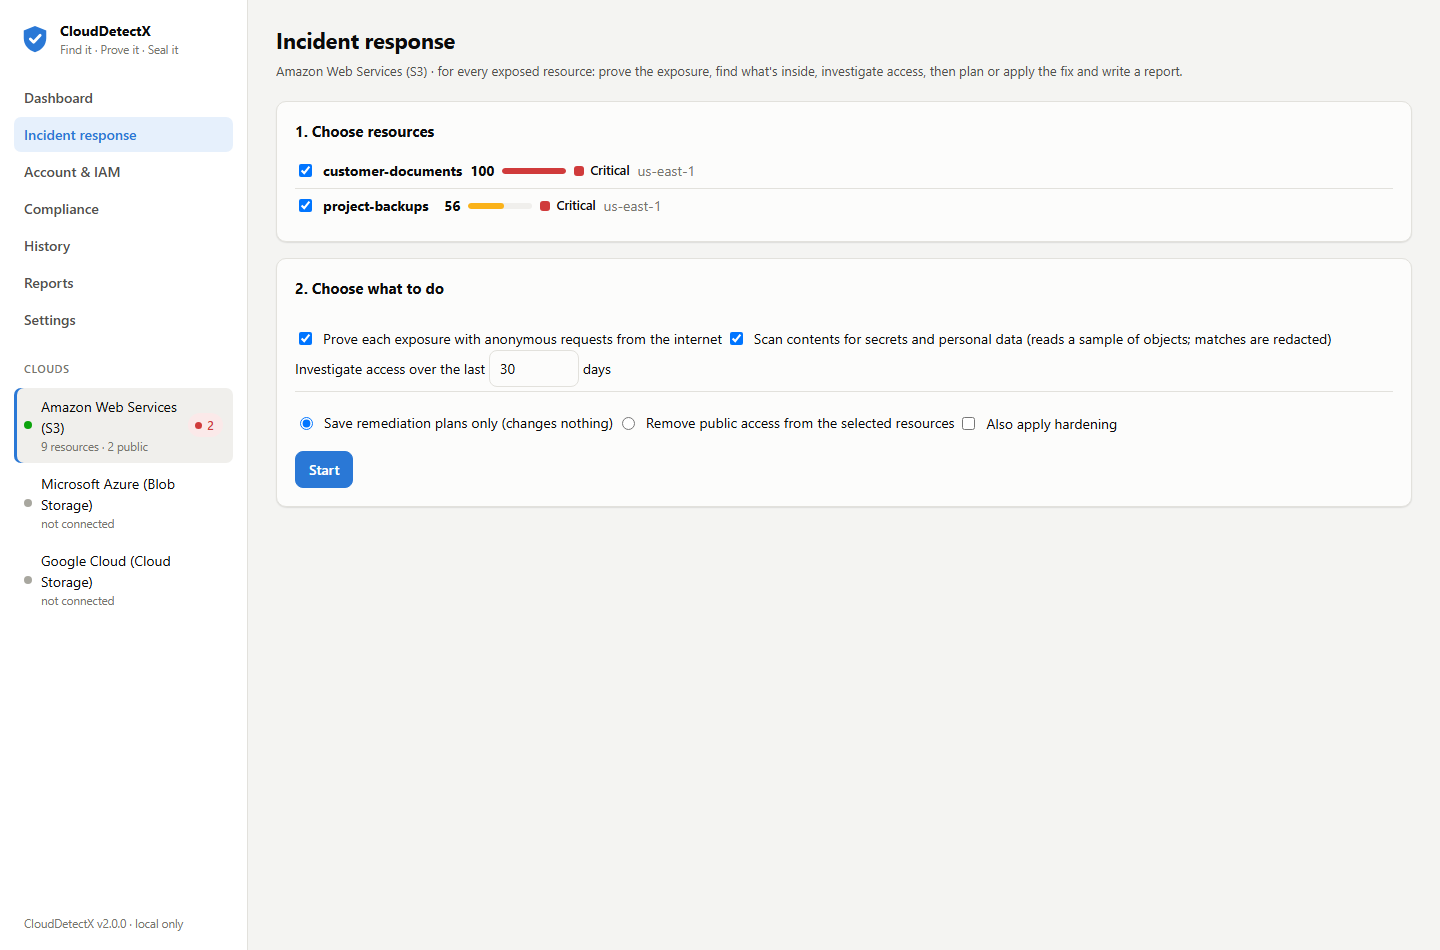 CloudDetectX
Find it · Prove it · Seal it
Dashboard
Incident response
Account & IAM
Compliance
History
Reports
Settings
CLOUDS
Amazon Web Services
(S3)
2
9 resources · 2 public
Microsoft Azure (Blob
Storage)
not connected
Google Cloud (Cloud
Storage)
not connected
CloudDetectX v2.0.0 · local only
Incident response
Amazon Web Services (S3) · for every exposed resource: prove the exposure, find what's inside, investigate access, then plan or apply the fix and write a report.
1. Choose resources
customer-documents 100 Critical us-east-1
project-backups 56 Critical us-east-1
2. Choose what to do
Prove each exposure with anonymous requests from the internet Scan contents for secrets and personal data (reads a sample of objects; matches are redacted)
Investigate access over the last 30 days
Save remediation plans only (changes nothing) Remove public access from the selected resources Also apply hardening
Start